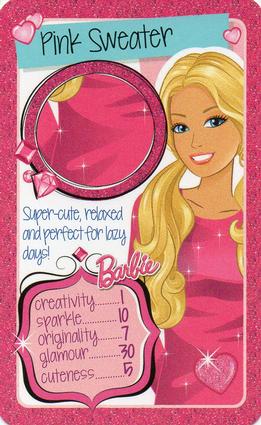 Pink Sweater
Super-cute, relaxed
and perfect for lazy
days!
Barbie
creativity......1
sparkle............10
originality......7
glamour........30
cuteness.......5